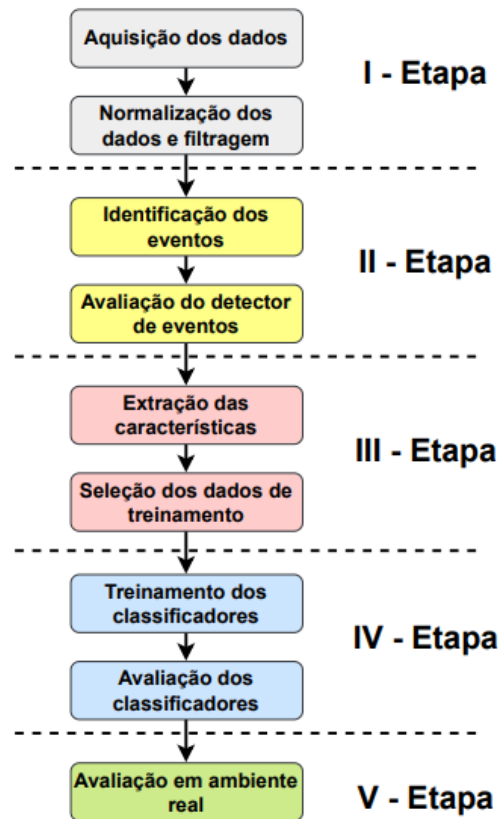 Aquisição dos dados
I - Etapa
Normalização dos
dados e filtragem
Identificação dos
eventos
II - Etapa
Avaliação do detector
de eventos
Extração das
características
III - Etapa
Seleção dos dados de
treinamento
Treinamento dos
classificadores
IV - Etapa
Avaliação dos
classificadores
Avaliação em ambiente
real
V - Etapa